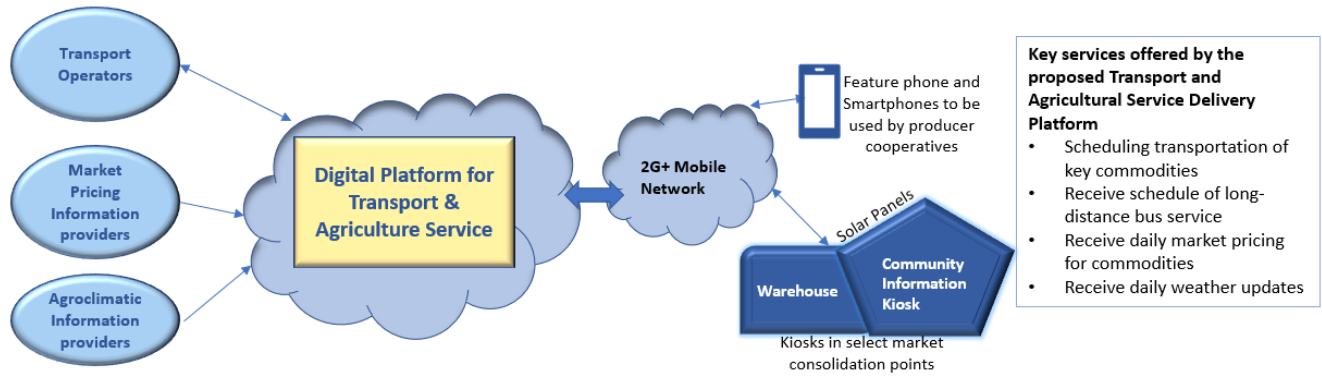 Transport
Operators
Market
Pricing
Information
providers
Agroclimatic
Information
providers
Digital Platform for
Transport &
Agriculture Service
2G+ Mobile
Network
Feature phone and
Smartphones to be
used by producer
cooperatives
Solar Panels
Warehouse
Community
Information
Kiosk
Kiosks in select market
consolidation points
Key services offered by the
proposed Transport and
Agricultural Service Delivery
Platform
• Scheduling transportation of
key commodities
• Receive schedule of long-
distance bus service
• Receive daily market pricing
for commodities
• Receive daily weather updates